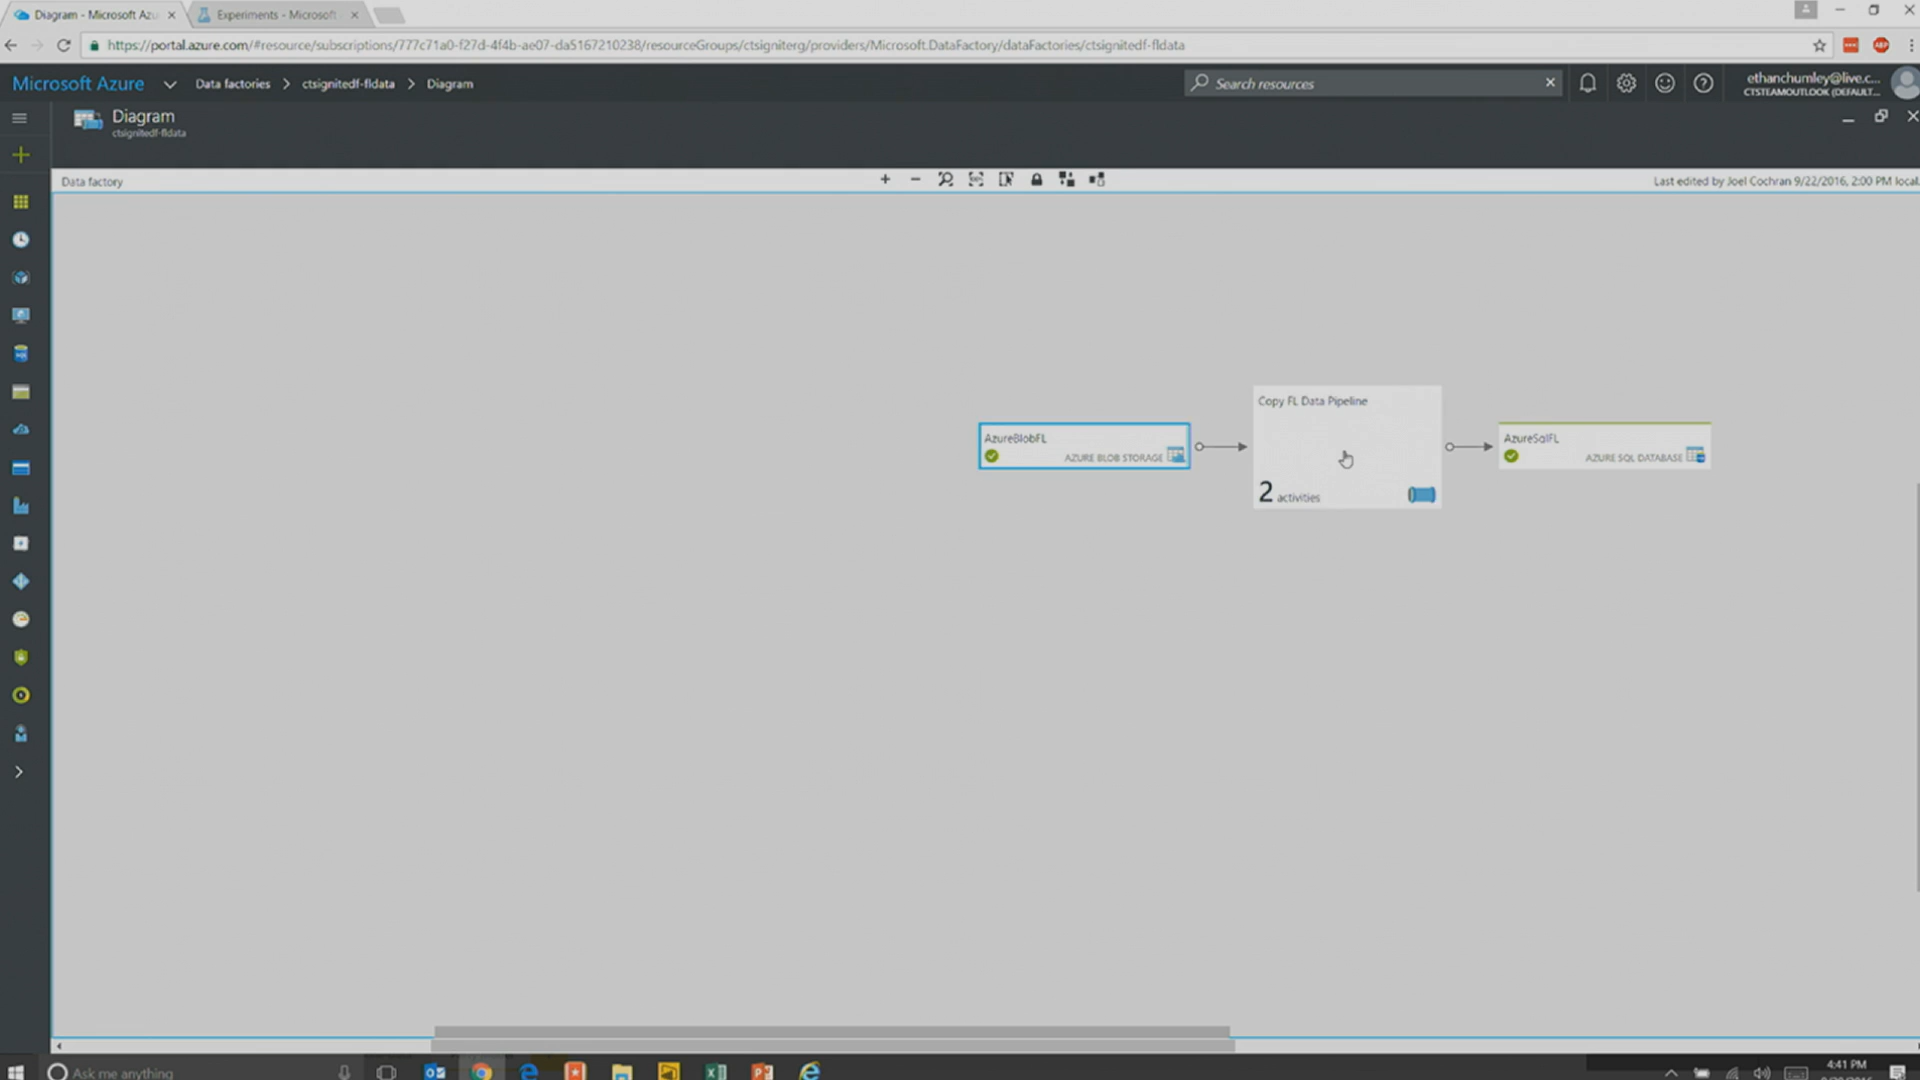 Diagram - Microsoft Azu
Experiments - Microsoft
https://portal.azure.com/#resource/subscriptions/777c71a0-f27d-4f4b-ae07-da5167210238/resourceGroups/ctsigniterg/providers/Microsoft.DataFactory/dataFactories/ctsignitedf-fldata
Microsoft Azure
Data factories > ctsignitedf-fldata > Diagram
Search resources
ethanchumley@live.c...
CTSTEAMOUTLOOK (DEFAULT...
Diagram
ctsignitedf-fldata
Data factory
Last edited by Joel Cochran 9/22/2016, 2:00 PM local.
Copy FL Data Pipeline
2 activities
AzureBlobFL
AZURE BLOB STORAGE
AzureSqlFL
AZURE SQL DATABASE
Ask me anything
4:41 PM